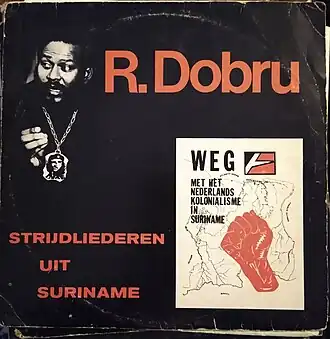 R. Dobru
WEG
MET HET
NEDERLANDS
KOLONIALISME
IN
SURINAME
STRIJDLIEDEREN
UIT
SURINAME